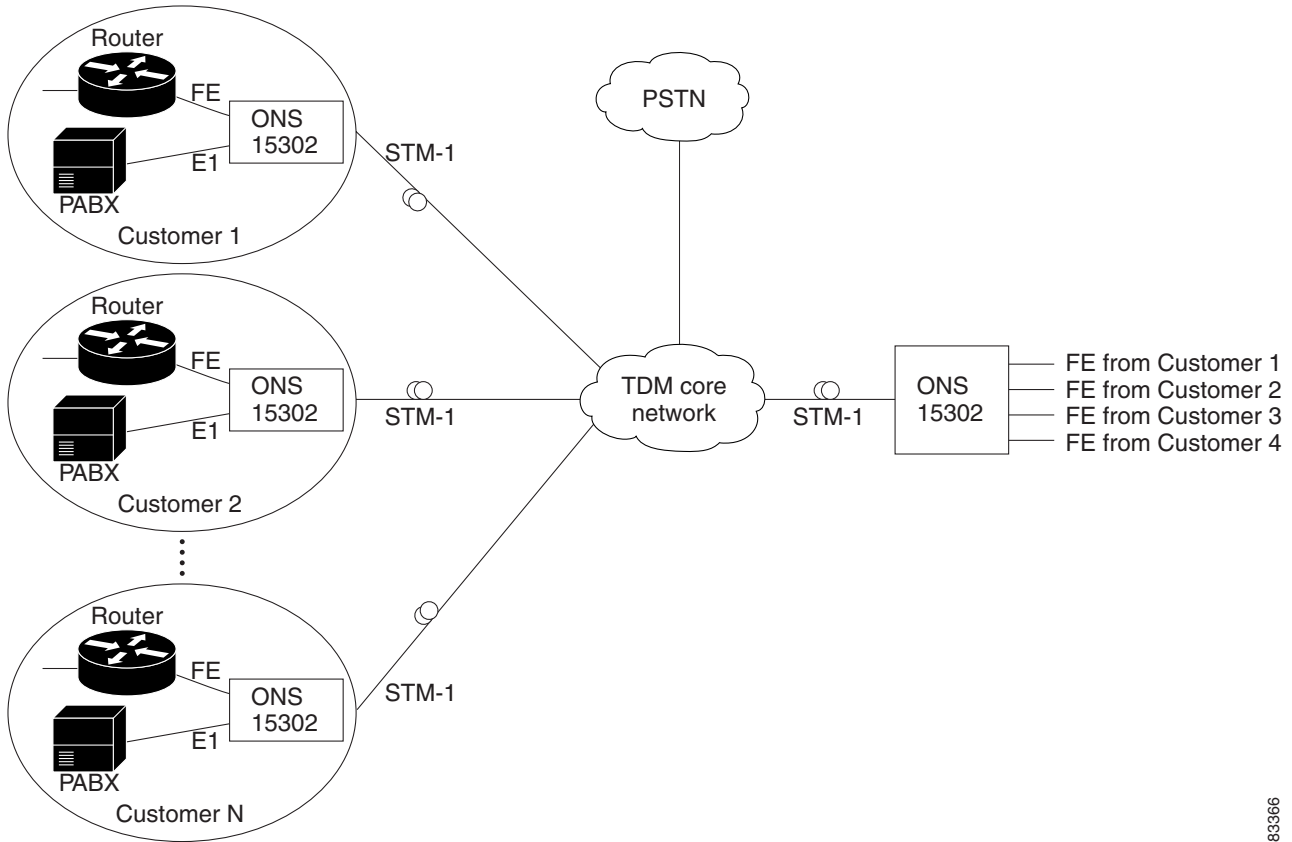 Router
FE
ONS
15302
E1
PABX
Customer 1
STM-1
PSTN
Router
FE
ONS
15302
E1
PABX
Customer 2
STM-1
TDM core
network
STM-1
ONS
15302
FE from Customer 1
FE from Customer 2
FE from Customer 3
FE from Customer 4
Router
FE
ONS
15302
E1
PABX
Customer N
STM-1
83366